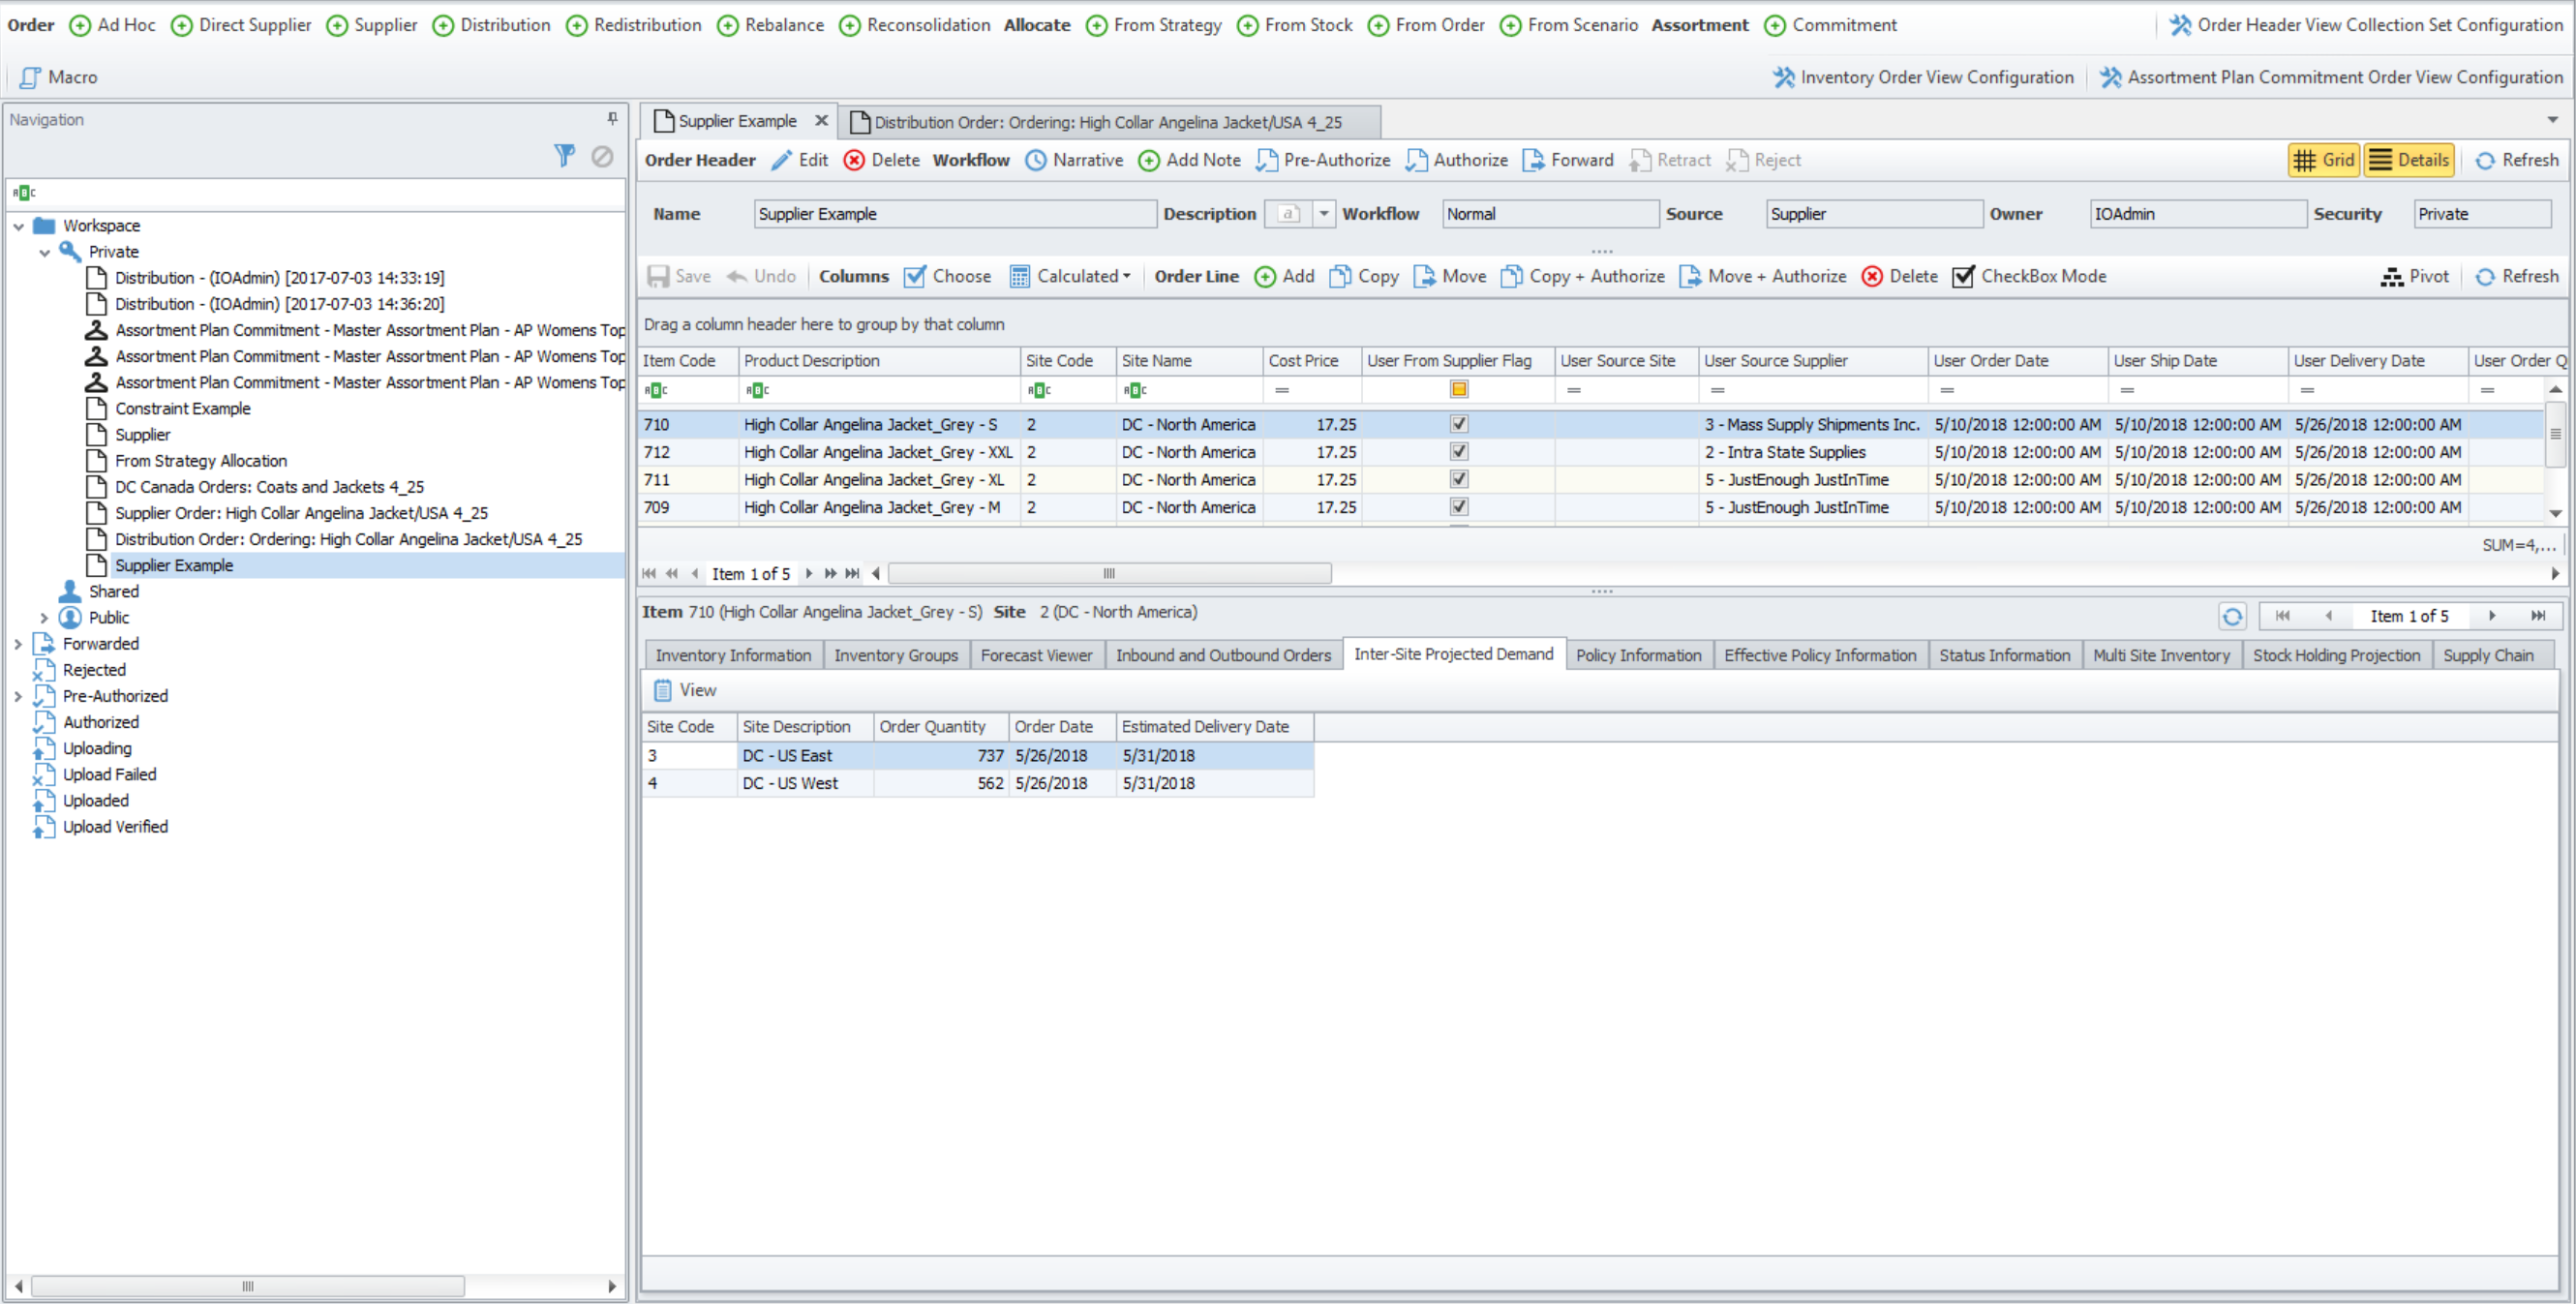 Order Ad Hoc Direct Supplier Supplier Distribution Redistribution Rebalance Reconsolidation Allocate From Strategy From Stock From Order From Scenario Assortment Commitment Order Header View Collection Set Configuration
Macro Inventory Order View Configuration Assortment Plan Commitment Order View Configuration
Navigation
ABC
Workspace
Private
Distribution - (IOAdmin) [2017-07-03 14:33:19]
Distribution - (IOAdmin) [2017-07-03 14:36:20]
Assortment Plan Commitment - Master Assortment Plan - AP Womens Top
Assortment Plan Commitment - Master Assortment Plan - AP Womens Top
Assortment Plan Commitment - Master Assortment Plan - AP Womens Top
Constraint Example
Supplier
From Strategy Allocation
DC Canada Orders: Coats and Jackets 4_25
Supplier Order: High Collar Angelina Jacket/USA 4_25
Distribution Order: Ordering: High Collar Angelina Jacket/USA 4_25
Supplier Example
Shared
Public
Forwarded
Rejected
Pre-Authorized
Authorized
Uploading
Upload Failed
Uploaded
Upload Verified
Supplier Example Distribution Order: Ordering: High Collar Angelina Jacket/USA 4_25
Order Header Edit Delete Workflow Narrative Add Note Pre-Authorize Authorize Forward Retract Reject Grid Details Refresh
Name Supplier Example Description a Workflow Normal Source Supplier Owner IOAdmin Security Private
Save Undo Columns Choose Calculated Order Line Add Copy Move Copy + Authorize Move + Authorize Delete CheckBox Mode Pivot Refresh
Drag a column header here to group by that column
Item Code Product Description Site Code Site Name Cost Price User From Supplier Flag User Source Site User Source Supplier User Order Date User Ship Date User Delivery Date User Order Q
ABC ABC ABC ABC = = = = = = =
710 High Collar Angelina Jacket_Grey - S 2 DC - North America 17.25 3 - Mass Supply Shipments Inc. 5/10/2018 12:00:00 AM 5/10/2018 12:00:00 AM 5/26/2018 12:00:00 AM
712 High Collar Angelina Jacket_Grey - XXL 2 DC - North America 17.25 2 - Intra State Supplies 5/10/2018 12:00:00 AM 5/10/2018 12:00:00 AM 5/26/2018 12:00:00 AM
711 High Collar Angelina Jacket_Grey - XL 2 DC - North America 17.25 5 - JustEnough JustInTime 5/10/2018 12:00:00 AM 5/10/2018 12:00:00 AM 5/26/2018 12:00:00 AM
709 High Collar Angelina Jacket_Grey - M 2 DC - North America 17.25 5 - JustEnough JustInTime 5/10/2018 12:00:00 AM 5/10/2018 12:00:00 AM 5/26/2018 12:00:00 AM
SUM=4,...
Item 1 of 5
Item 710 (High Collar Angelina Jacket_Grey - S) Site 2 (DC - North America) Item 1 of 5
Inventory Information Inventory Groups Forecast Viewer Inbound and Outbound Orders Inter-Site Projected Demand Policy Information Effective Policy Information Status Information Multi Site Inventory Stock Holding Projection Supply Chain
View
Site Code Site Description Order Quantity Order Date Estimated Delivery Date
3 DC - US East 737 5/26/2018 5/31/2018
4 DC - US West 562 5/26/2018 5/31/2018